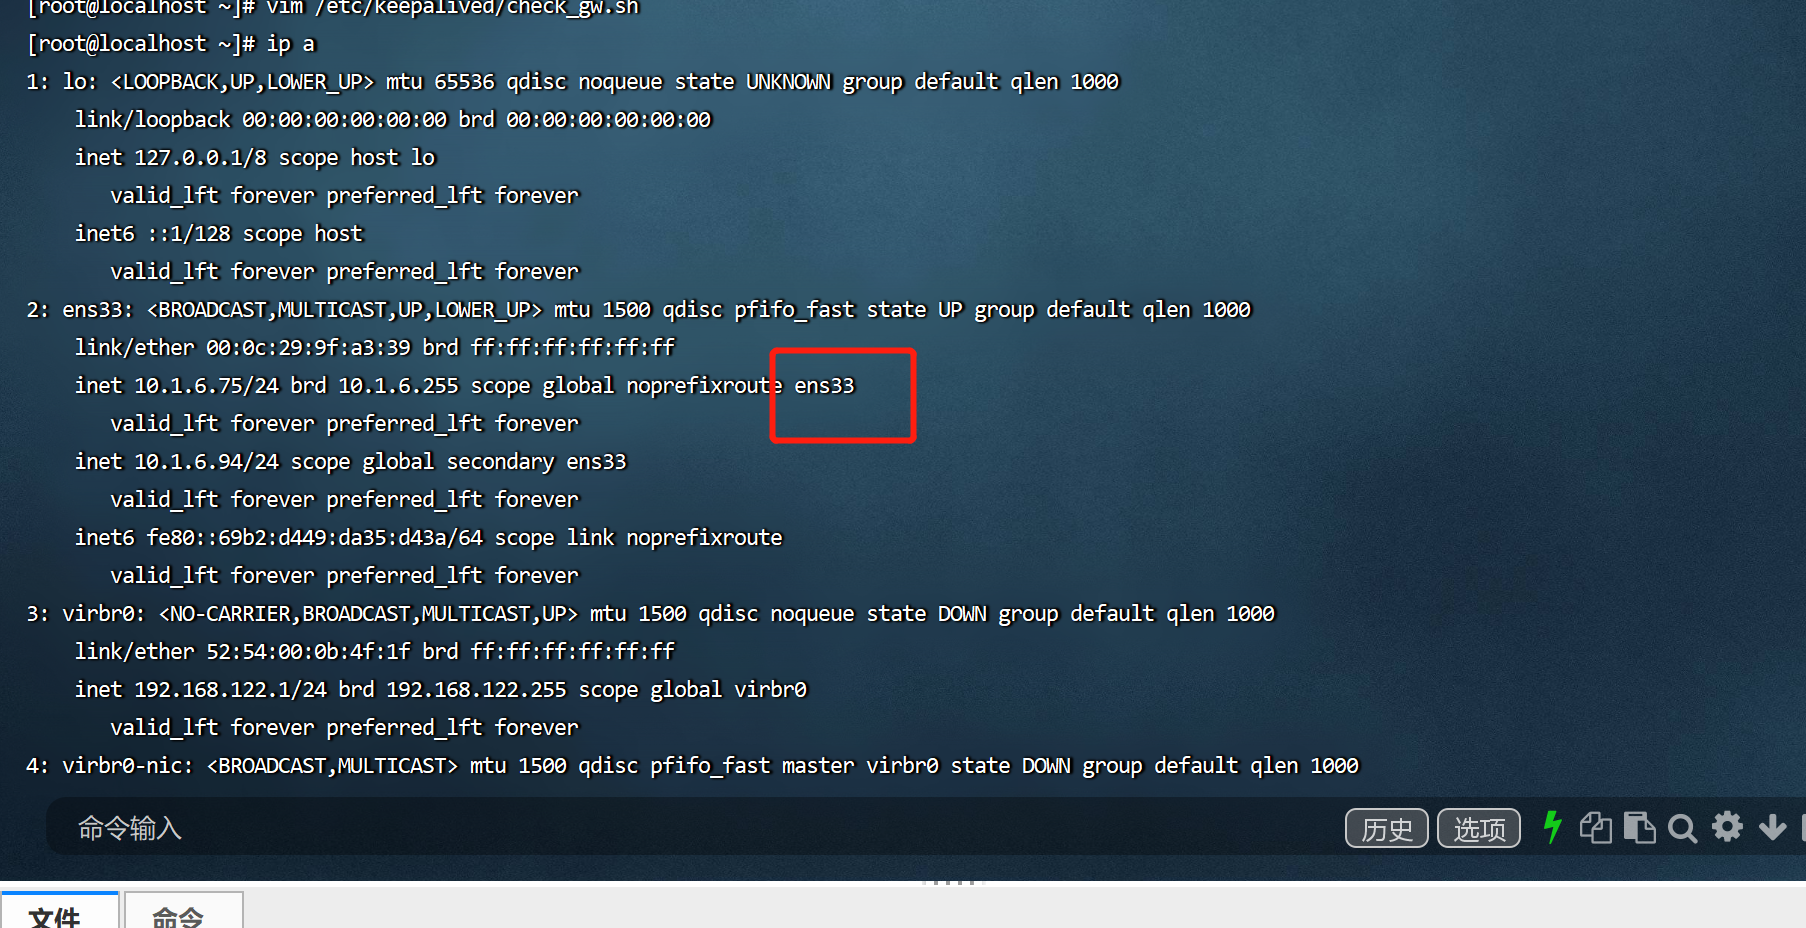 [root@localhost ~]# vim /etc/keepalived/check_gw.sh
[root@localhost ~]# ip a
1: lo: <LOOPBACK,UP,LOWER_UP> mtu 65536 qdisc noqueue state UNKNOWN group default qlen 1000
    link/loopback 00:00:00:00:00:00 brd 00:00:00:00:00:00
    inet 127.0.0.1/8 scope host lo
       valid_lft forever preferred_lft forever
    inet6 ::1/128 scope host
       valid_lft forever preferred_lft forever
2: ens33: <BROADCAST,MULTICAST,UP,LOWER_UP> mtu 1500 qdisc pfifo_fast state UP group default qlen 1000
    link/ether 00:0c:29:9f:a3:39 brd ff:ff:ff:ff:ff:ff
    inet 10.1.6.75/24 brd 10.1.6.255 scope global noprefixroute ens33
       valid_lft forever preferred_lft forever
    inet 10.1.6.94/24 scope global secondary ens33
       valid_lft forever preferred_lft forever
    inet6 fe80::69b2:d449:da35:d43a/64 scope link noprefixroute
       valid_lft forever preferred_lft forever
3: virbr0: <NO-CARRIER,BROADCAST,MULTICAST,UP> mtu 1500 qdisc noqueue state DOWN group default qlen 1000
    link/ether 52:54:00:0b:4f:1f brd ff:ff:ff:ff:ff:ff
    inet 192.168.122.1/24 brd 192.168.122.255 scope global virbr0
       valid_lft forever preferred_lft forever
4: virbr0-nic: <BROADCAST,MULTICAST> mtu 1500 qdisc pfifo_fast master virbr0 state DOWN group default qlen 1000
命令输入 历史 选项
文件 命令